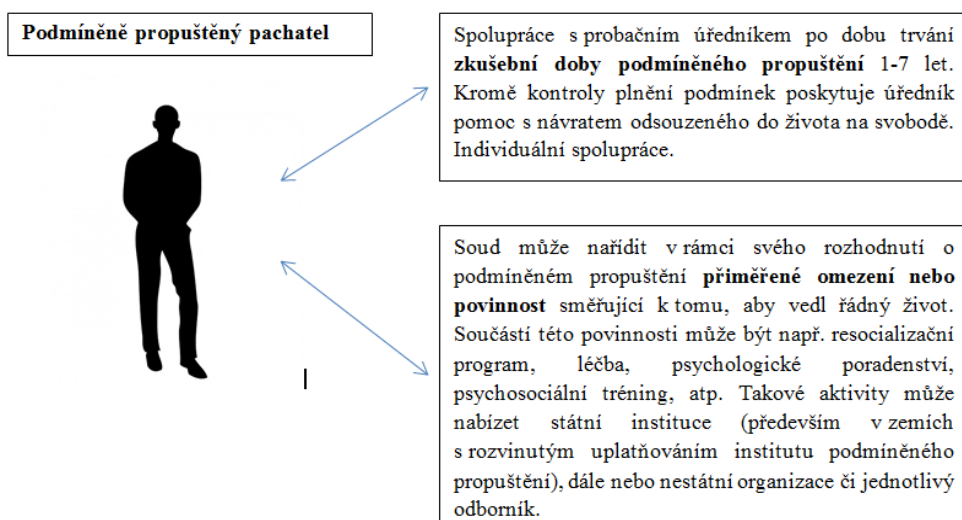 Podmíněně propuštěný pachatel
Spolupráce s probačním úředníkem po dobu trvání
zkušební doby podmíněného propuštění 1-7 let.
Kromě kontroly plnění podmínek poskytuje úředník
pomoc s návratem odsouzeného do života na svobodě.
Individuální spolupráce.
Soud může nařídit v rámci svého rozhodnutí o
podmíněném propuštění přiměřené omezení nebo
povinnost směřující k tomu, aby vedl řádný život.
Součástí této povinnosti může být např. resocializační
program, léčba, psychologické poradenství,
psychosociální tréning, atp. Takové aktivity může
nabízet státní instituce (především v zemích
s rozvinutým uplatňováním institutu podmíněného
propuštění), dále nebo nestátní organizace či jednotlivý
odborník.